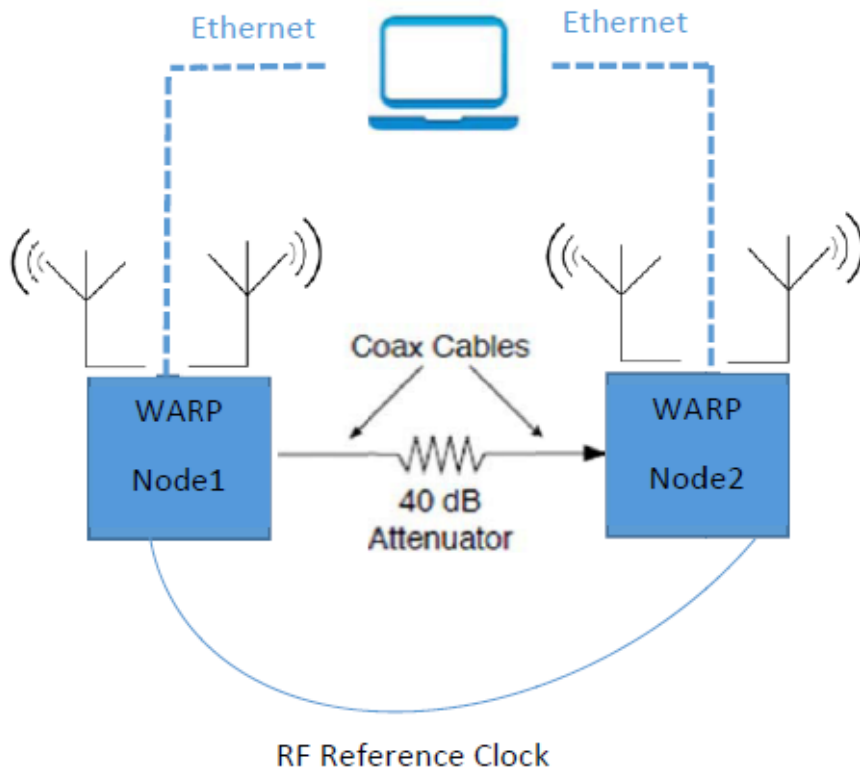 Ethernet
Ethernet
Coax Cables
WARP
Node1
WARP
Node2
40 dB
Attenuator
RF Reference Clock